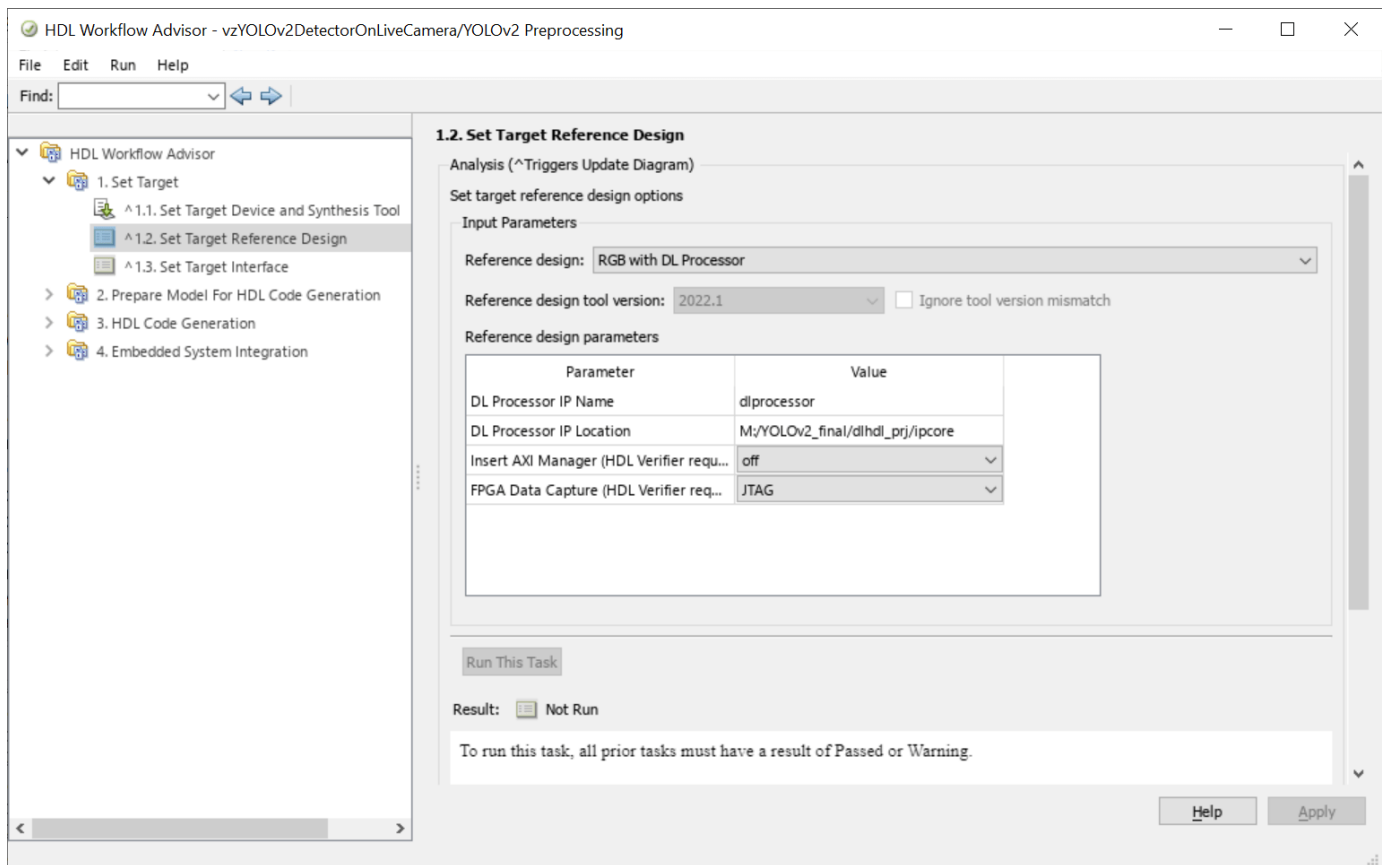 HDL Workflow Advisor - vzYOLOv2DetectorOnLiveCamera/YOLOv2 Preprocessing
File Edit Run Help
Find:
HDL Workflow Advisor
1. Set Target
^1.1. Set Target Device and Synthesis Tool
^1.2. Set Target Reference Design
^1.3. Set Target Interface
2. Prepare Model For HDL Code Generation
3. HDL Code Generation
4. Embedded System Integration
1.2. Set Target Reference Design
Analysis (^Triggers Update Diagram)
Set target reference design options
Input Parameters
Reference design: RGB with DL Processor
Reference design tool version: 2022.1 Ignore tool version mismatch
Reference design parameters
Parameter Value
DL Processor IP Name dlprocessor
DL Processor IP Location M:/YOLOv2_final/dlhdl_prj/ipcore
Insert AXI Manager (HDL Verifier requ... off
FPGA Data Capture (HDL Verifier req... JTAG
Run This Task
Result: Not Run
To run this task, all prior tasks must have a result of Passed or Warning.
Help Apply